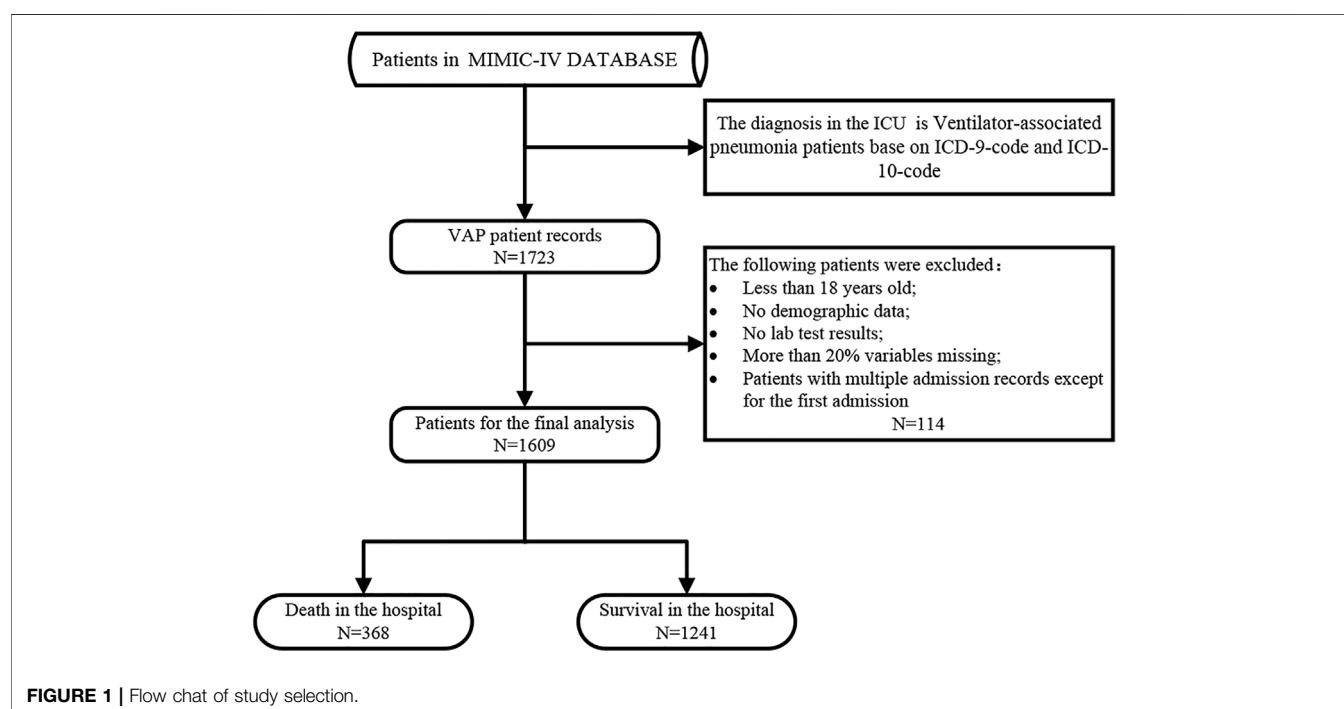 Patients in MIMIC-IV DATABASE
The diagnosis in the ICU is Ventilator-associated
pneumonia patients base on ICD-9-code and ICD-
10-code
VAP patient records
N=1723
The following patients were excluded：
• Less than 18 years old;
• No demographic data;
• No lab test results;
• More than 20% variables missing;
• Patients with multiple admission records except
for the first admission
N=114
Patients for the final analysis
N=1609
Death in the hospital
N=368
Survival in the hospital
N=1241
FIGURE 1 | Flow chat of study selection.